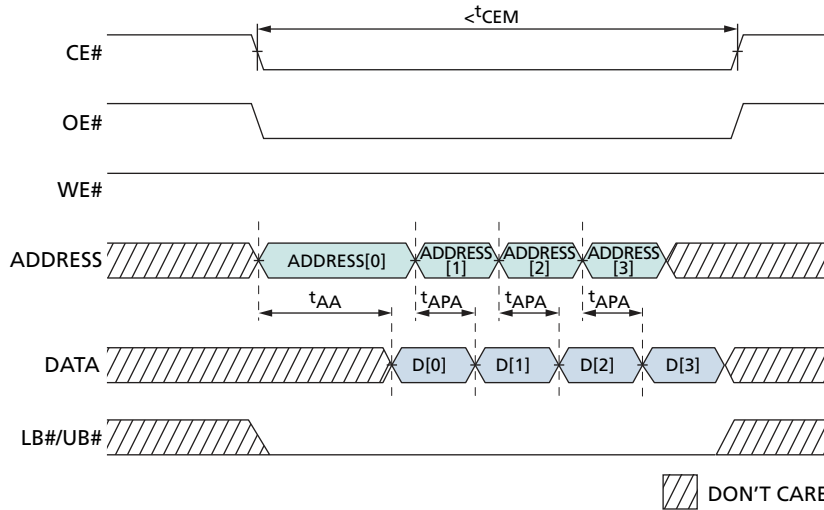 <tCEM
CE#
OE#
WE#
ADDRESS
ADDRESS[0]
ADDRESS
[1]
ADDRESS
[2]
ADDRESS
[3]
tAA
tAPA
tAPA
tAPA
DATA
D[0]
D[1]
D[2]
D[3]
LB#/UB#
DON'T CARE